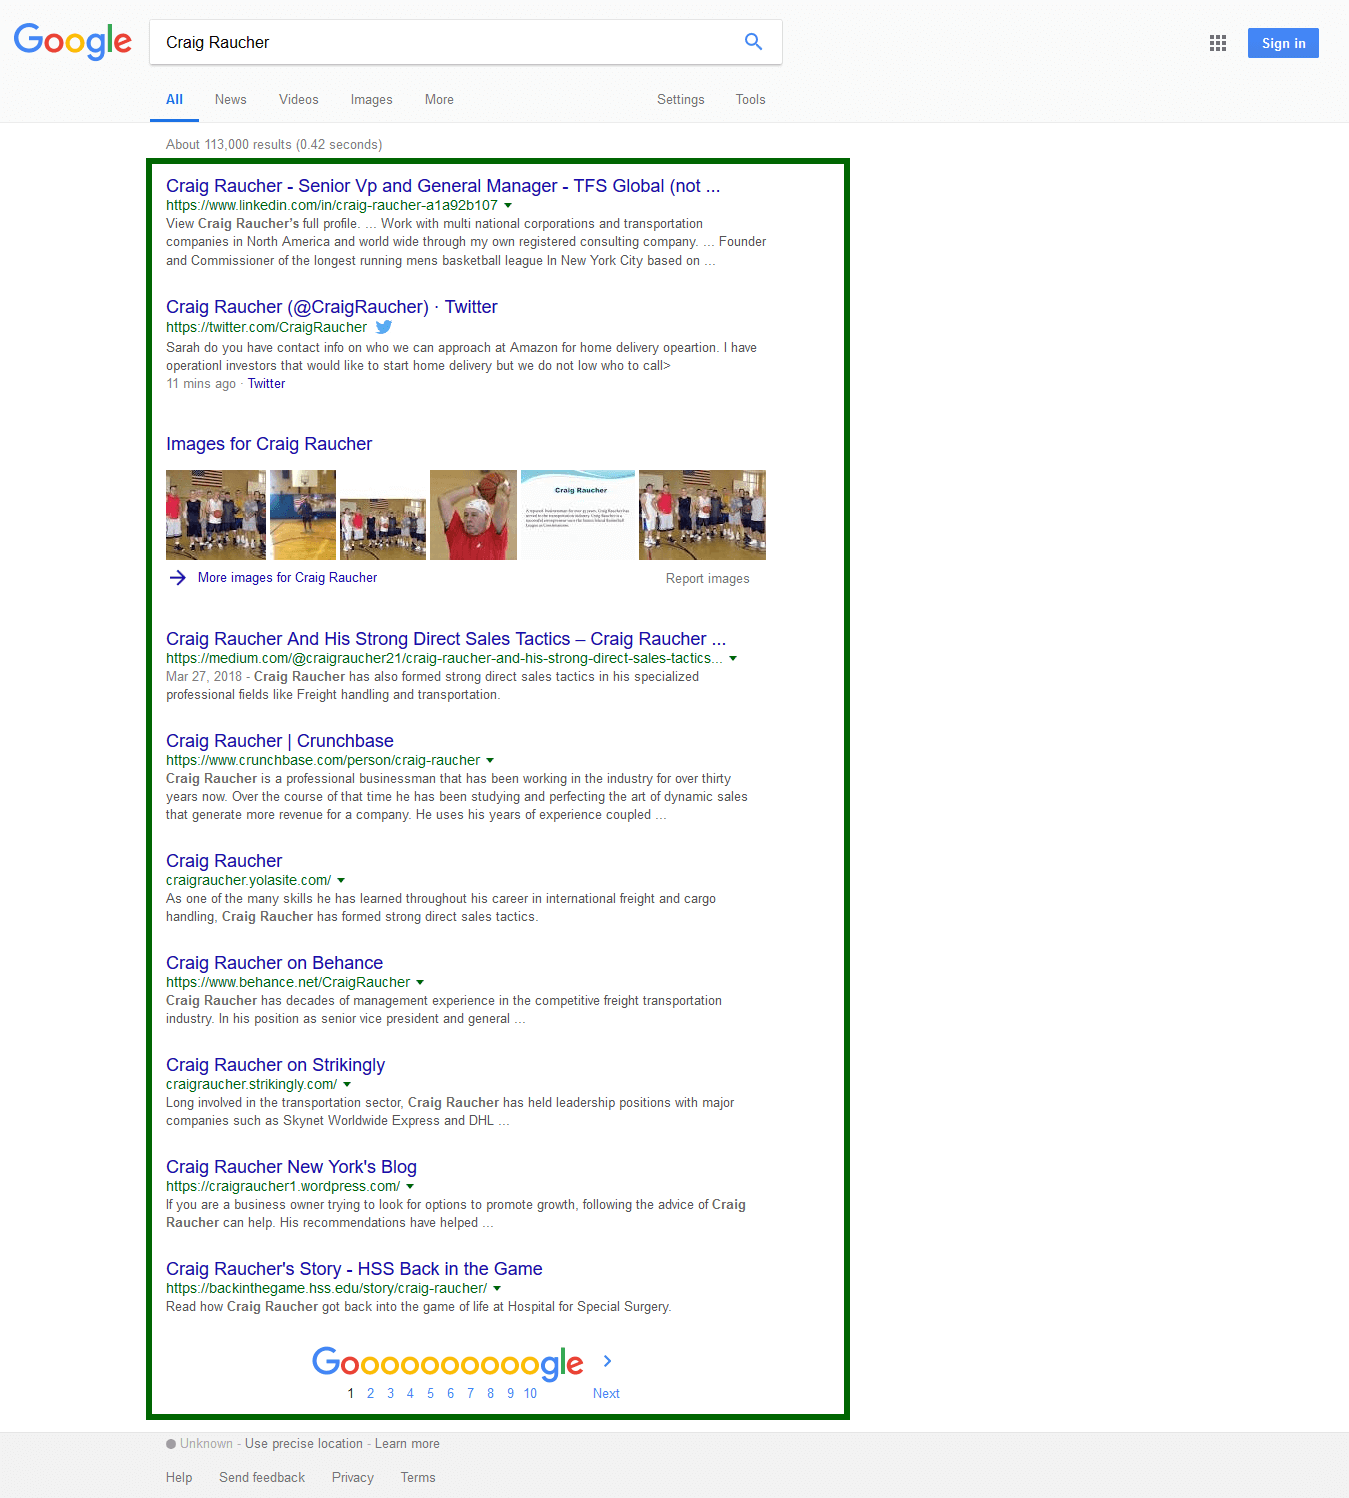 Google
Craig Raucher
Sign in
All News Videos Images More Settings Tools
About 113,000 results (0.42 seconds)
Craig Raucher - Senior Vp and General Manager - TFS Global (not ...
https://www.linkedin.com/in/craig-raucher-a1a92b107
View Craig Raucher's full profile. ... Work with multi national corporations and transportation
companies in North America and world wide through my own registered consulting company. ... Founder
and Commissioner of the longest running mens basketball league In New York City based on ...
Craig Raucher (@CraigRaucher) · Twitter
https://twitter.com/CraigRaucher
Sarah do you have contact info on who we can approach at Amazon for home delivery opeartion. I have
operationl investors that would like to start home delivery but we do not low who to call>
11 mins ago · Twitter
Images for Craig Raucher
Craig Raucher
More images for Craig Raucher
Report images
Craig Raucher And His Strong Direct Sales Tactics – Craig Raucher ...
https://medium.com/@craigraucher21/craig-raucher-and-his-strong-direct-sales-tactics...
Mar 27, 2018 - Craig Raucher has also formed strong direct sales tactics in his specialized
professional fields like Freight handling and transportation.
Craig Raucher | Crunchbase
https://www.crunchbase.com/person/craig-raucher
Craig Raucher is a professional businessman that has been working in the industry for over thirty
years now. Over the course of that time he has been studying and perfecting the art of dynamic sales
that generate more revenue for a company. He uses his years of experience coupled ...
Craig Raucher
craigraucher.yolasite.com/
As one of the many skills he has learned throughout his career in international freight and cargo
handling, Craig Raucher has formed strong direct sales tactics.
Craig Raucher on Behance
https://www.behance.net/CraigRaucher
Craig Raucher has decades of management experience in the competitive freight transportation
industry. In his position as senior vice president and general ...
Craig Raucher on Strikingly
craigraucher.strikingly.com/
Long involved in the transportation sector, Craig Raucher has held leadership positions with major
companies such as Skynet Worldwide Express and DHL ...
Craig Raucher New York's Blog
https://craigraucher1.wordpress.com/
If you are a business owner trying to look for options to promote growth, following the advice of Craig
Raucher can help. His recommendations have helped ...
Craig Raucher's Story - HSS Back in the Game
https://backinthegame.hss.edu/story/craig-raucher/
Read how Craig Raucher got back into the game of life at Hospital for Special Surgery.
Goooooooooogle
1 2 3 4 5 6 7 8 9 10 Next
Unknown - Use precise location - Learn more
Help Send feedback Privacy Terms